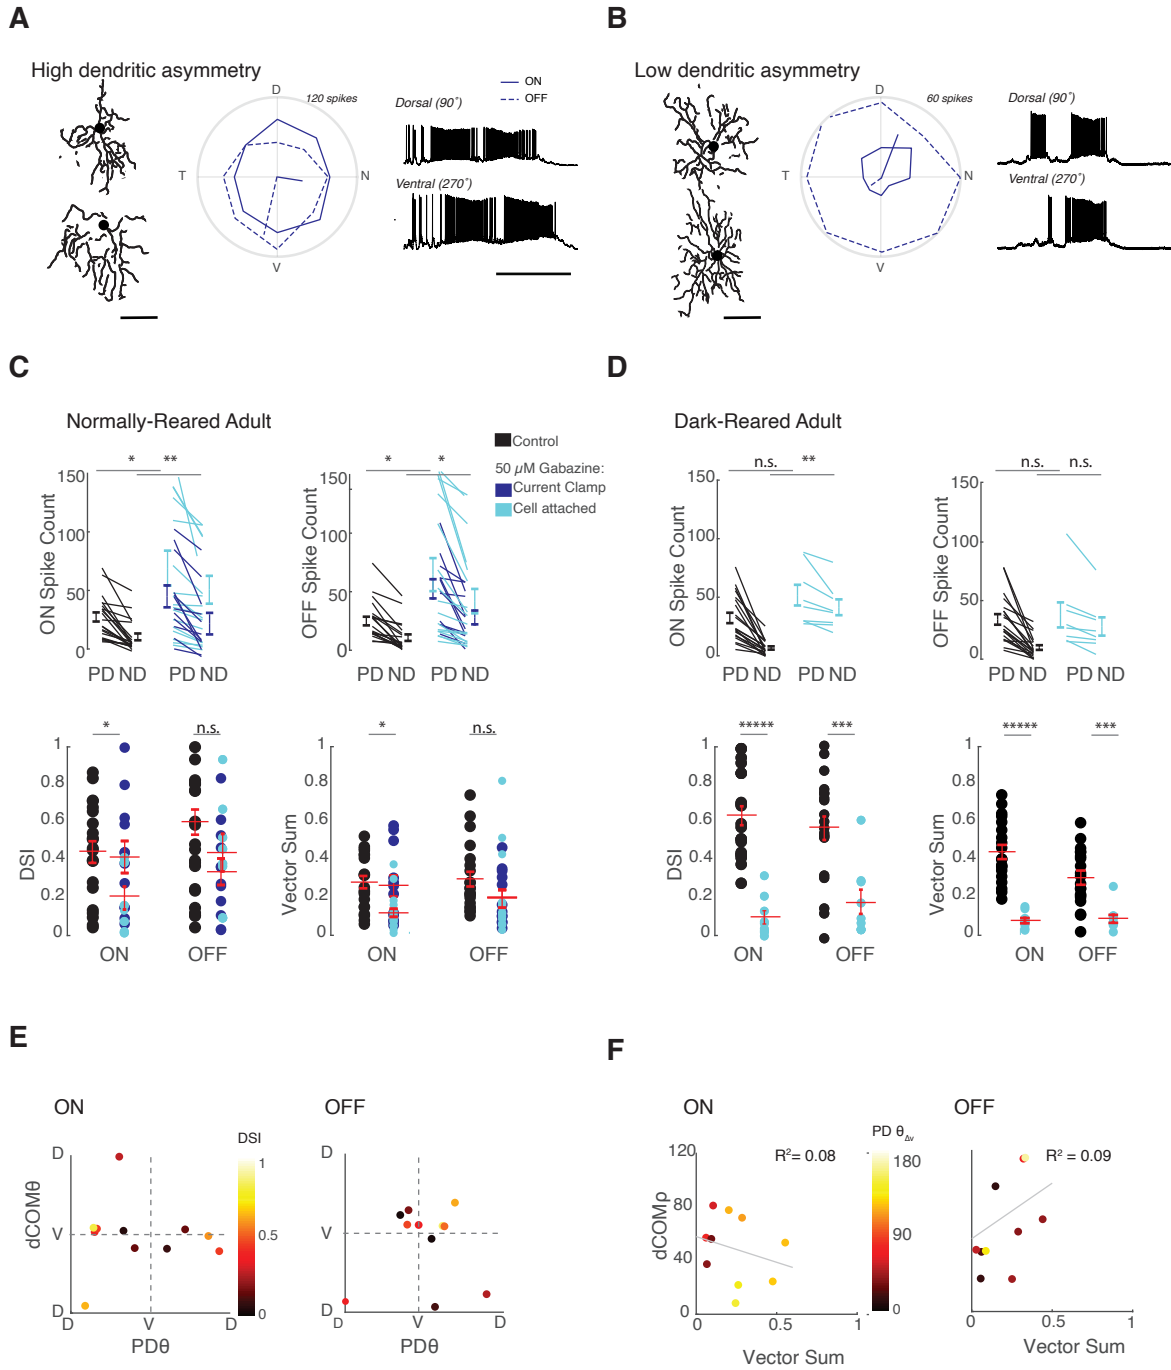 A
B
High dendritic asymmetry
Low dendritic asymmetry
D
120 spikes
T
N
V
ON
OFF
Dorsal (90°)
Ventral (270°)
D
60 spikes
T
N
V
Dorsal (90°)
Ventral (270°)
C
D
Normally-Reared Adult
Dark-Reared Adult
Control
50 µM Gabazine:
Current Clamp
Cell attached
* **
150
100
50
0
ON Spike Count
PD ND PD ND
* *
150
100
50
0
OFF Spike Count
PD ND PD ND
n.s. **
150
100
50
0
ON Spike Count
PD ND PD ND
n.s. n.s.
150
100
50
0
OFF Spike Count
PD ND PD ND
* n.s.
1
0.8
0.6
0.4
0.2
0
DSI
ON OFF
* n.s.
1
0.8
0.6
0.4
0.2
0
Vector Sum
ON OFF
***** ***
1
0.8
0.6
0.4
0.2
0
DSI
ON OFF
***** ***
1
0.8
0.6
0.4
0.2
0
Vector Sum
ON OFF
E
F
ON
D
V
D
dCOMθ
D V D
PDθ
DSI
1
0.5
0
OFF
D
V
D
D V D
PDθ
ON
120
80
40
0
dCOMρ
R²= 0.08
0 0.5 1
Vector Sum
PD θΔv
180
90
0
OFF
R² = 0.09
0 0.5 1
Vector Sum